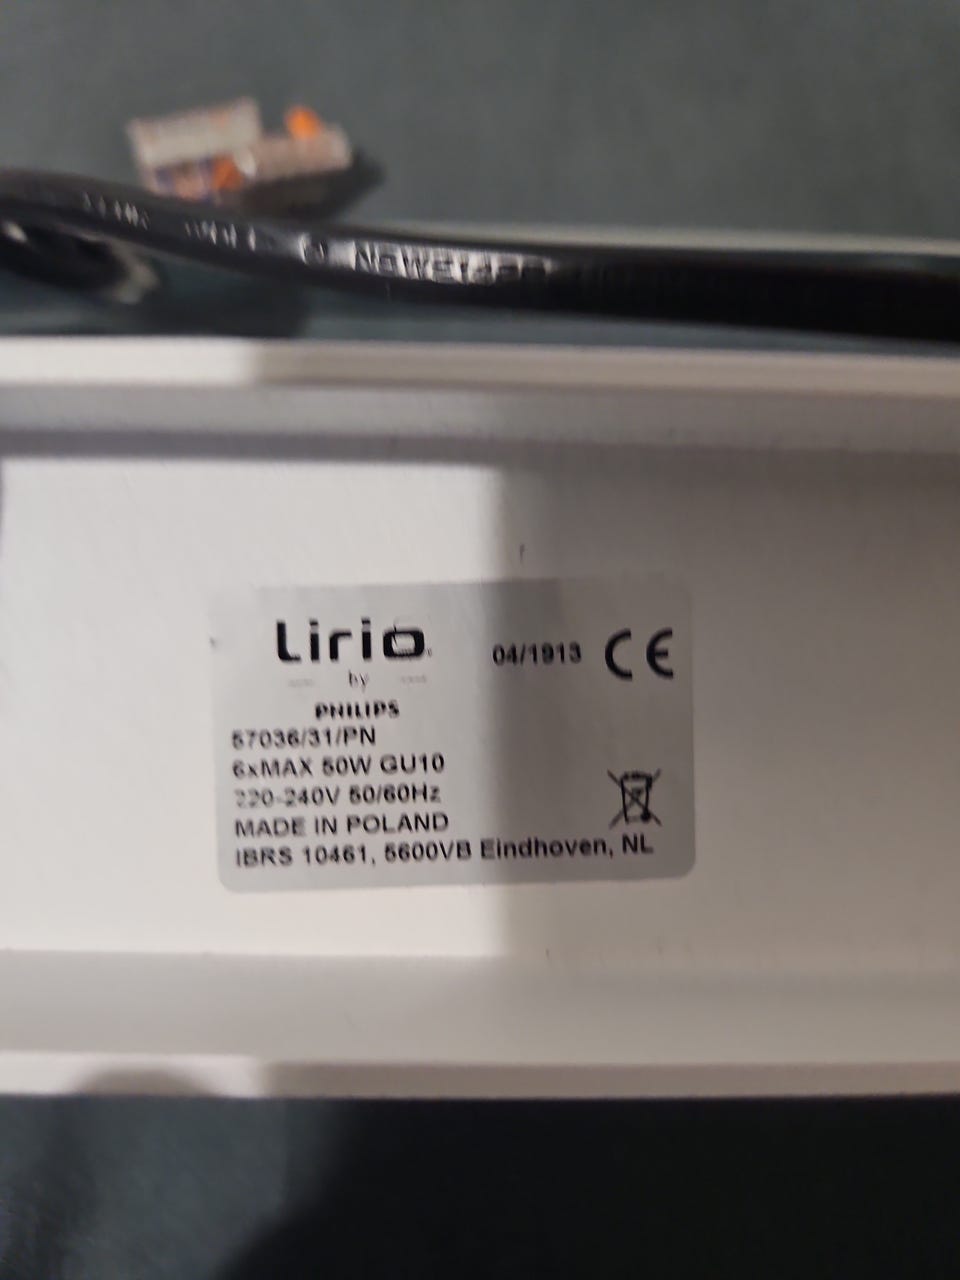 Lirio
by
PHILIPS
04/1913
CE
57036/31/PN
6xMAX 50W GU10
220-240V 50/60Hz
MADE IN POLAND
IBRS 10461, 5600VB Eindhoven, NL